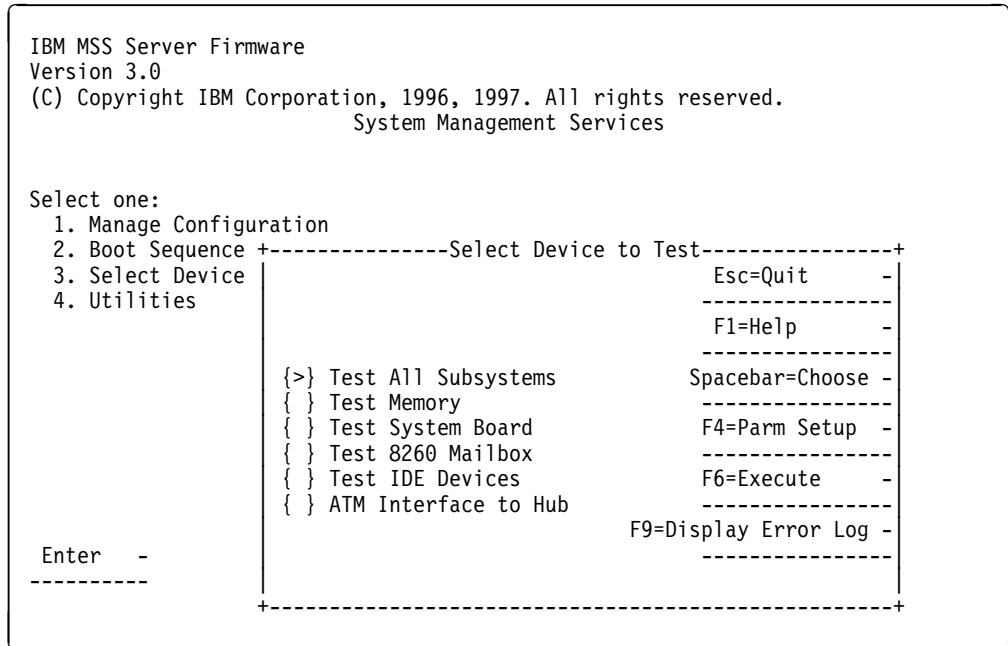 IBM MSS Server Firmware
Version 3.0
(C) Copyright IBM Corporation, 1996, 1997. All rights reserved.
System Management Services
Select one:
1. Manage Configuration
2. Boot Sequence +---------------Select Device to Test----------------+
3. Select Device | Esc=Quit -|
4. Utilities | ----------------|
| F1=Help -|
| ----------------|
| {>} Test All Subsystems Spacebar=Choose -|
| { } Test Memory ----------------|
| { } Test System Board F4=Parm Setup -|
| { } Test 8260 Mailbox ----------------|
| { } Test IDE Devices F6=Execute -|
| { } ATM Interface to Hub ----------------|
| F9=Display Error Log -|
Enter - | ----------------|
---------- | |
+----------------------------------------------------+